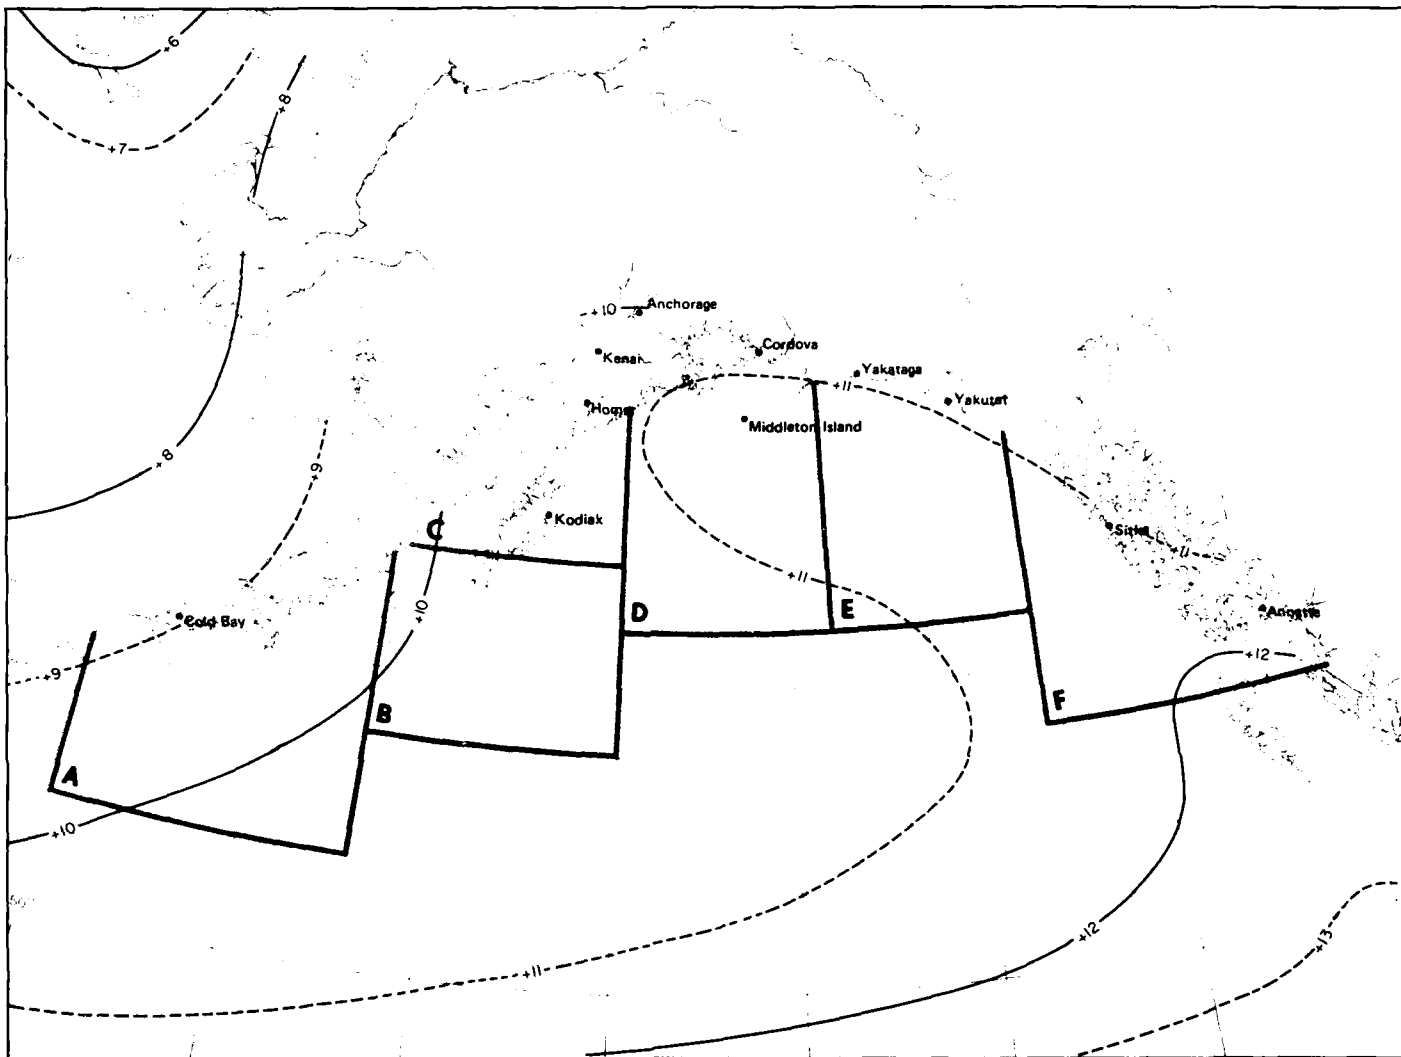 +6
+8
+7
+10
Anchorage
Cordova
Kenai
Yakataga
+11
Yakutat
Homer
Middleton Island
+8
+9
Kodiak
C
Sitka
+11
+11
+10
Cold Bay
D
E
Annette
+12
+9
B
F
A
+10
+12
+13
+11